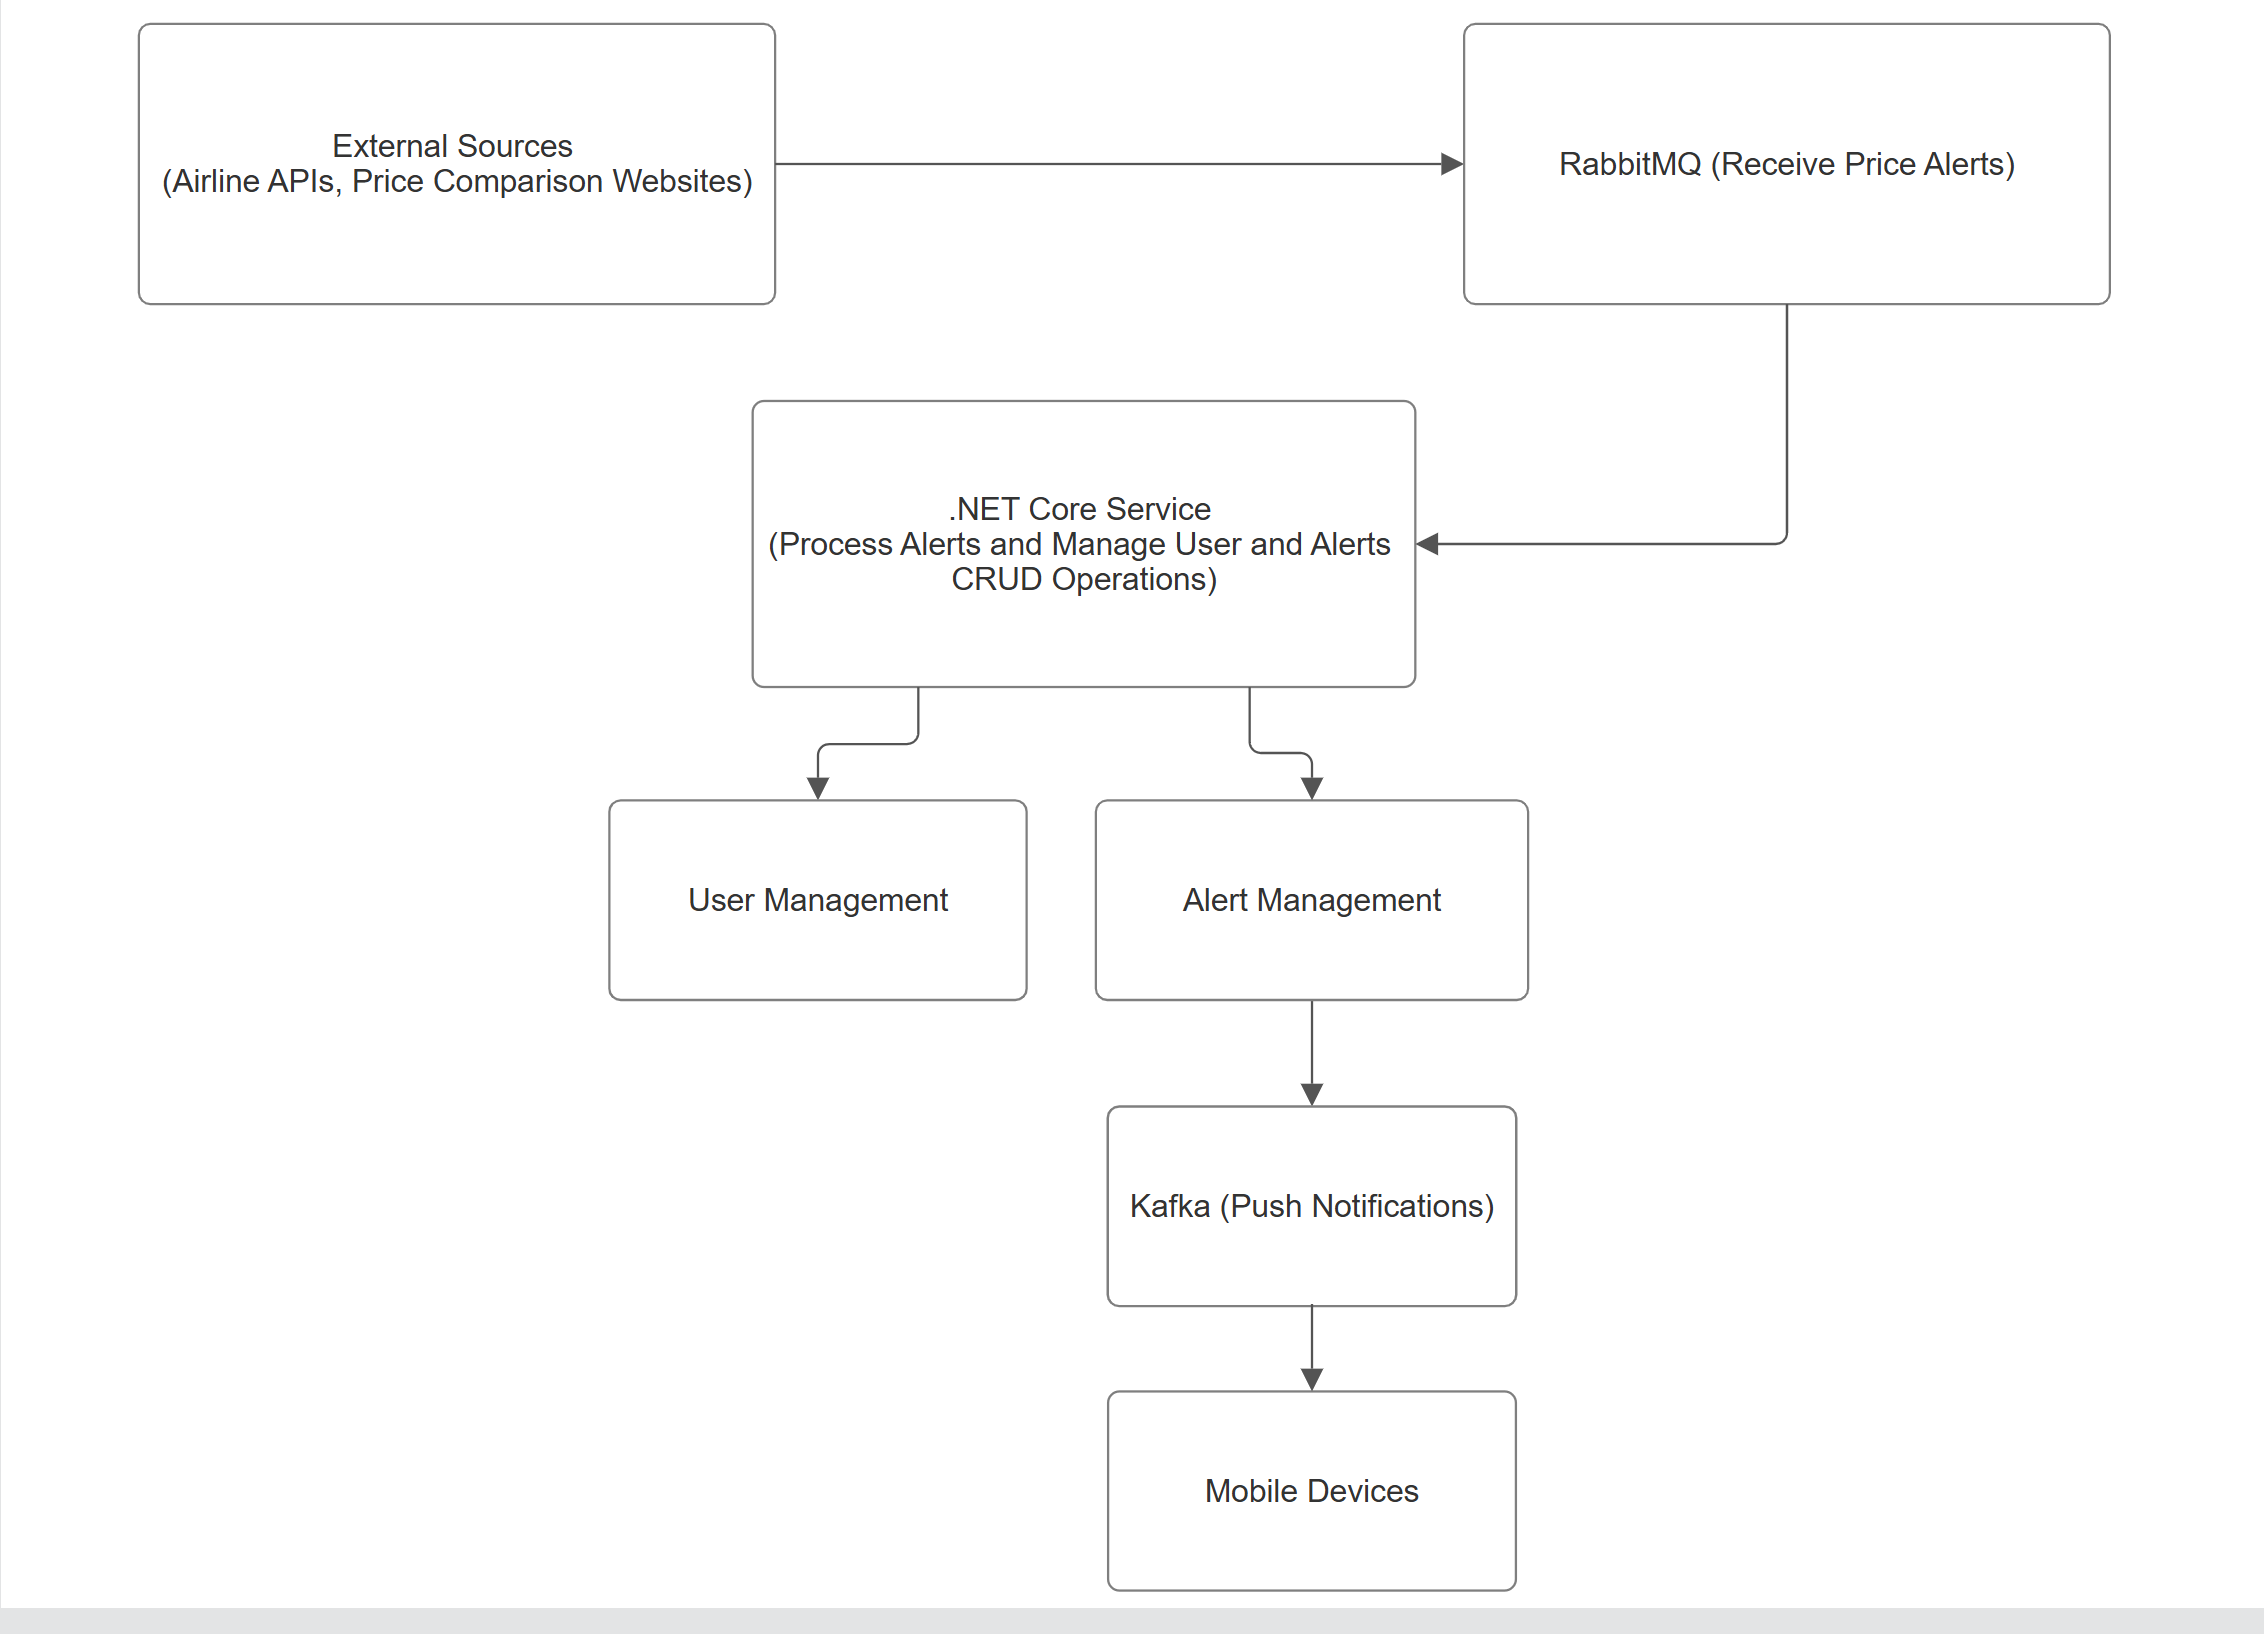 External Sources
(Airline APIs, Price Comparison Websites)
RabbitMQ (Receive Price Alerts)
.NET Core Service
(Process Alerts and Manage User and Alerts
CRUD Operations)
User Management
Alert Management
Kafka (Push Notifications)
Mobile Devices